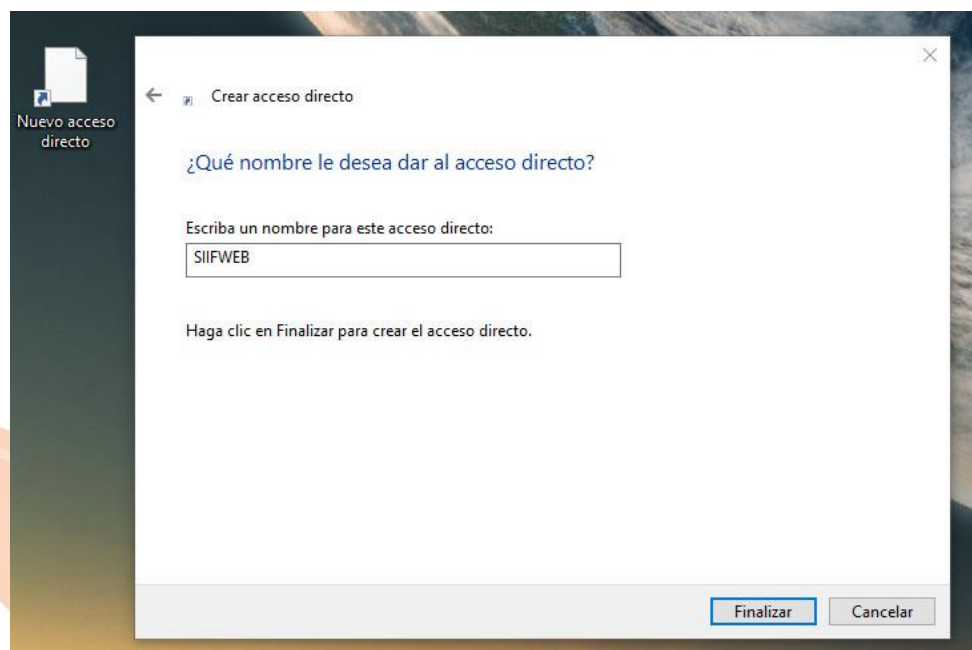 Nuevo acceso
directo
Crear acceso directo
¿Qué nombre le desea dar al acceso directo?
Escriba un nombre para este acceso directo:
SIIFWEB
Haga clic en Finalizar para crear el acceso directo.
Finalizar
Cancelar